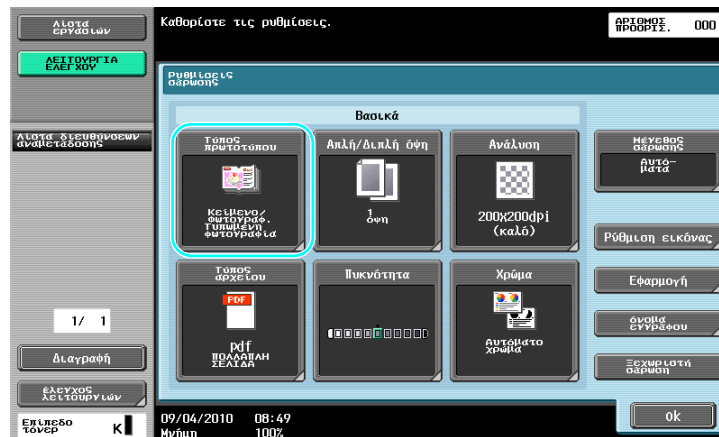 Λίστα
εργασιών
Καθορίστε τις ρυθμίσεις.
ΑΡΙΘΜΟΣ
ΠΡΟΟΡΙΣ.
000
ΛΕΙΤΟΥΡΓΙΑ
ΕΛΕΓΧΟΥ
Ρυθμίσεις
σάρωσης
Βασικά
Λίστα διευθύνσεων
αναμετάδοσης
Τύπος
πρωτοτύπου
Κείμενο/
φωτογραφ.
Τυπωμένη
φωτογραφία
Απλή/Διπλή όψη
1
όψη
Ανάλυση
200X200dpi
(καλό)
Μέγεθος
σάρωσης
Αυτό-
ματα
Ρύθμιση εικόνας
Τύπος
αρχείου
PDF
pdf
ΠΟΛΛΑΠΛΗ
ΣΕΛΙΔΑ
Πυκνότητα
Χρώμα
Αυτόματο
χρώμα
Εφαρμογή
όνομα
εγγράφου
Ξεχωριστή
σάρωση
1/ 1
Διαγραφή
έλεγχος
λειτουργιών
Επίπεδο
τόνερ
K
09/04/2010 08:49
Μνήμη 100%
ok